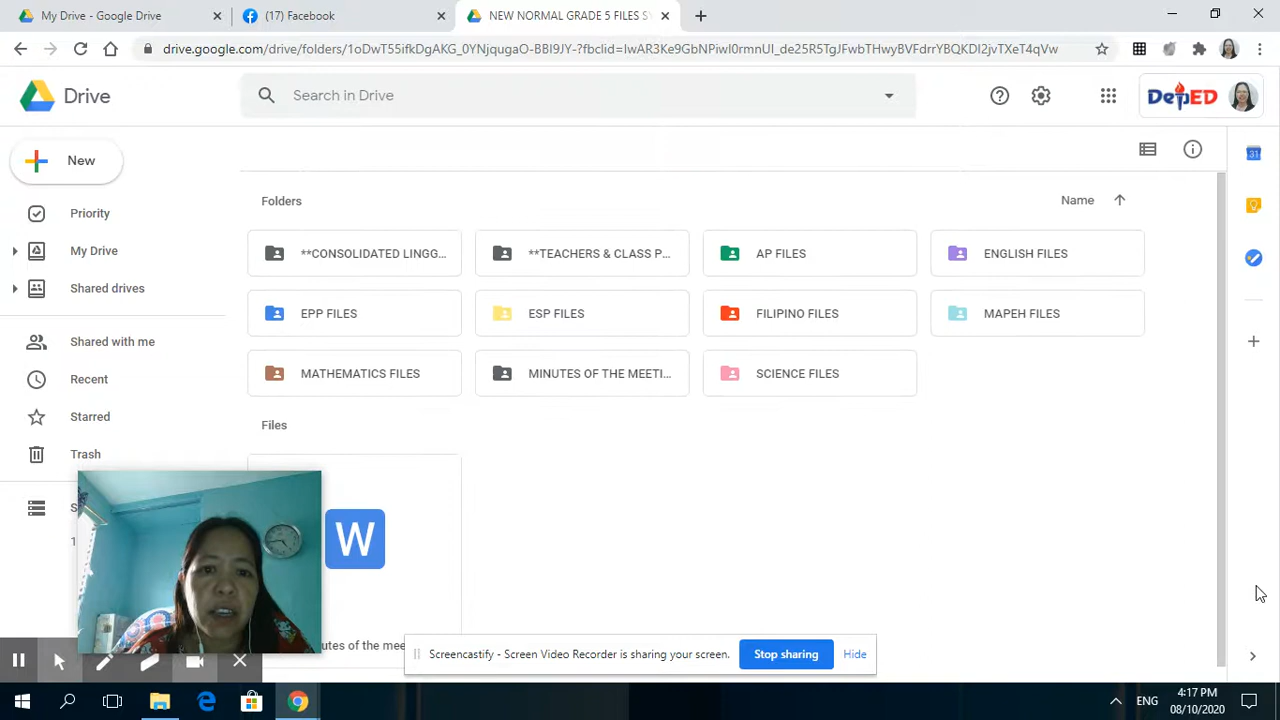 My Drive - Google Drive
(17) Facebook
NEW NORMAL GRADE 5 FILES SY
drive.google.com/drive/folders/1oDwT55ifkDgAKG_0YNjqugaO-BBI9JY-?fbclid=IwAR3Ke9GbNPiwI0rmnUI_de25R5TgJFwbTHwyBVFdrrYBQKDI2jvTXeT4qVw
Drive
Search in Drive
DepED
New
Priority
My Drive
Shared drives
Shared with me
Recent
Starred
Trash
S
1
Folders
Name
**CONSOLIDATED LINGG...
**TEACHERS & CLASS P...
AP FILES
ENGLISH FILES
EPP FILES
ESP FILES
FILIPINO FILES
MAPEH FILES
MATHEMATICS FILES
MINUTES OF THE MEETI...
SCIENCE FILES
Files
W
utes of the mee
31
Screencastify - Screen Video Recorder is sharing your screen.
Stop sharing
Hide
ENG
4:17 PM
08/10/2020